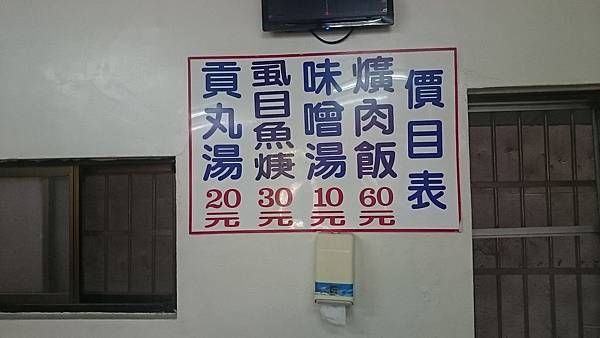 價目表
爌肉飯 60元
味噌湯 10元
虱目魚焿 30元
貢丸湯 20元